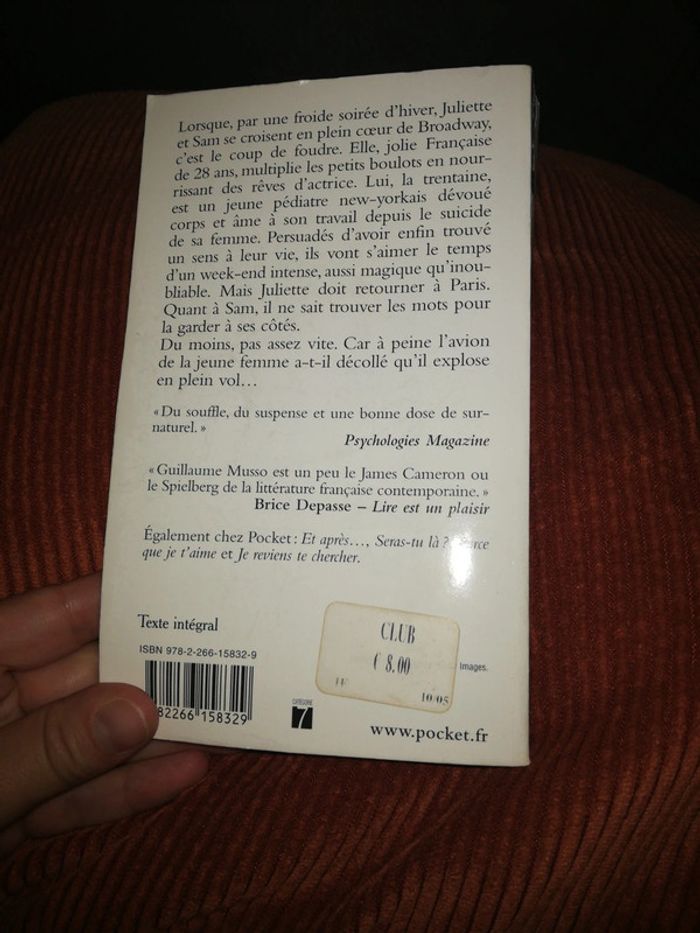 Lorsque, par une froide soirée d'hiver, Juliette
et Sam se croisent en plein cœur de Broadway,
c'est le coup de foudre. Elle, jolie Française
de 28 ans, multiplie les petits boulots en nour-
rissant des rêves d'actrice. Lui, la trentaine,
est un jeune pédiatre new-yorkais dévoué
corps et âme à son travail depuis le suicide
de sa femme. Persuadés d'avoir enfin trouvé
un sens à leur vie, ils vont s'aimer le temps
d'un week-end intense, aussi magique qu'inou-
bliable. Mais Juliette doit retourner à Paris.
Quant à Sam, il ne sait trouver les mots pour
la garder à ses côtés.
Du moins, pas assez vite. Car à peine l'avion
de la jeune femme a-t-il décollé qu'il explose
en plein vol…
« Du souffle, du suspense et une bonne dose de sur-
naturel. »
Psychologies Magazine
« Guillaume Musso est un peu le James Cameron ou
le Spielberg de la littérature française contemporaine. »
Brice Depasse – Lire est un plaisir
Également chez Pocket : Et après…, Seras-tu là ?,
que je t'aime et Je reviens te chercher.
Texte intégral
ISBN 978-2-266-15832-9
CLUB
€ 8.00
10/05
Images.
82266 158329
CATÉGORIE
7
www.pocket.fr